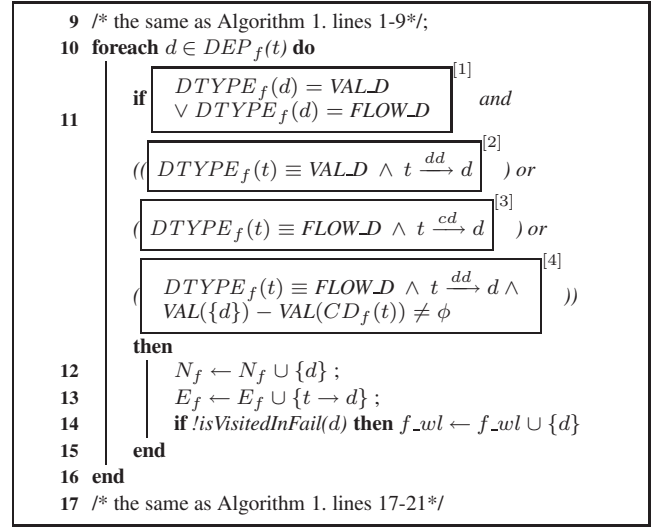 9 /* the same as Algorithm 1. lines 1-9*/;
10 foreach d ∈ DEP_f(t) do
11 if DTYPE_f(d) = VAL_D
∨ DTYPE_f(d) = FLOW_D [1] and
(( DTYPE_f(t) ≡ VAL_D ∧ t →^{dd} d [2] ) or
( DTYPE_f(t) ≡ FLOW_D ∧ t →^{cd} d [3] ) or
( DTYPE_f(t) ≡ FLOW_D ∧ t →^{dd} d ∧
VAL({d}) − VAL(CD_f(t)) ≠ ϕ [4] ))
then
12 N_f ← N_f ∪ {d} ;
13 E_f ← E_f ∪ {t → d} ;
14 if !isVisitedInFail(d) then f_wl ← f_wl ∪ {d}
15 end
16 end
17 /* the same as Algorithm 1. lines 17-21*/